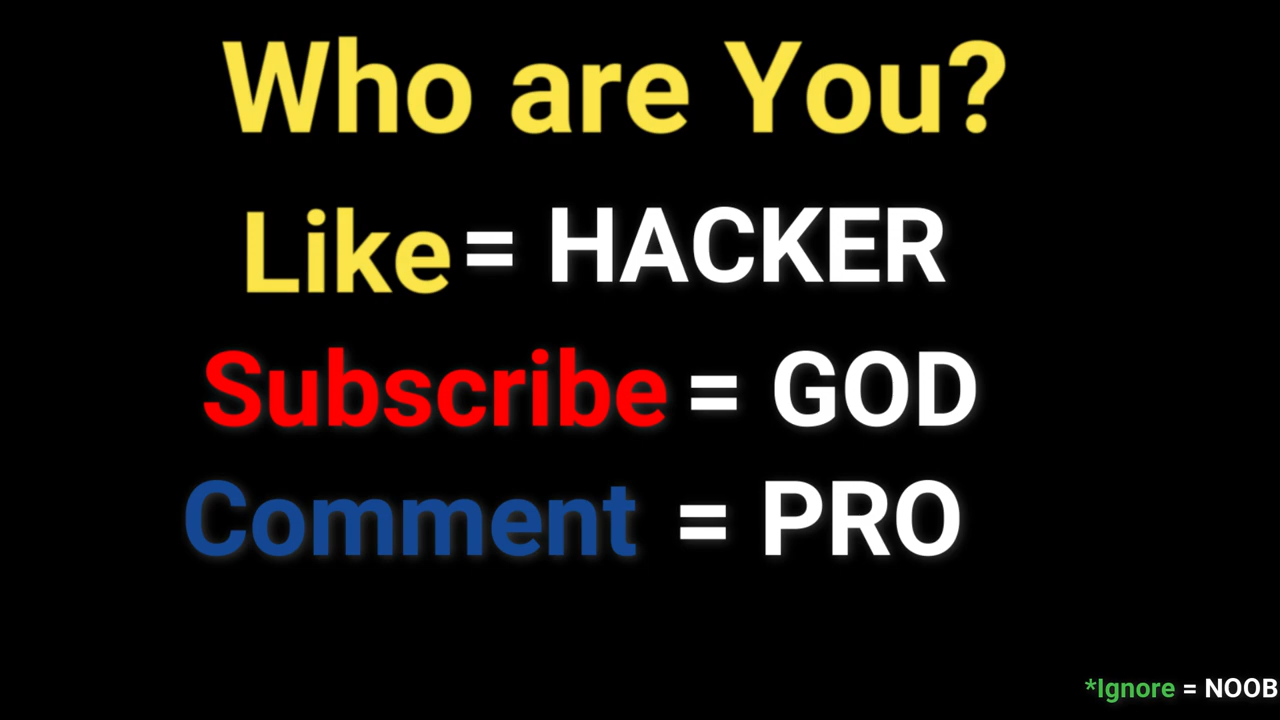 Who are You?
Like = HACKER
Subscribe = GOD
Comment = PRO
*Ignore = NOOB